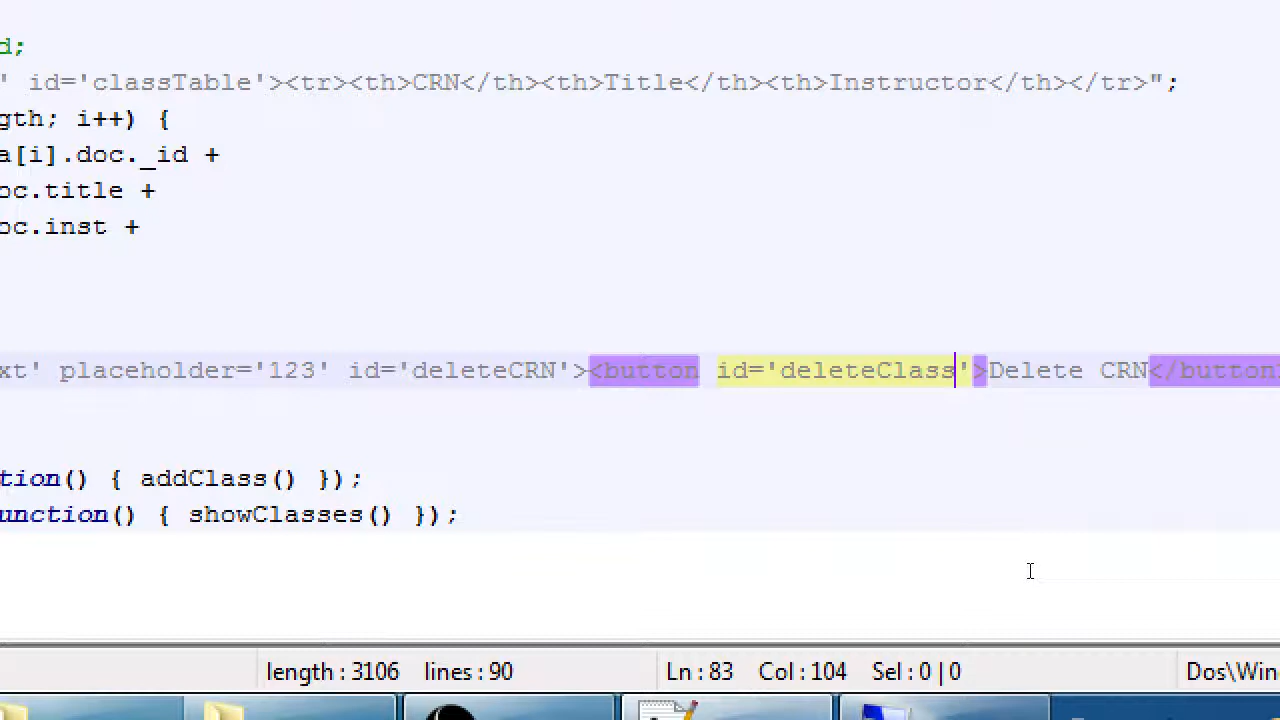 d;
' id='classTable'><tr><th>CRN</th><th>Title</th><th>Instructor</th></tr>";
gth; i++) {
a[i].doc._id +
oc.title +
oc.inst +
xt' placeholder='123' id='deleteCRN'><button id='deleteClass'>Delete CRN</button>
tion() { addClass() });
unction() { showClasses() });
length : 3106 lines : 90 Ln : 83 Col : 104 Sel : 0 | 0 Dos\Win